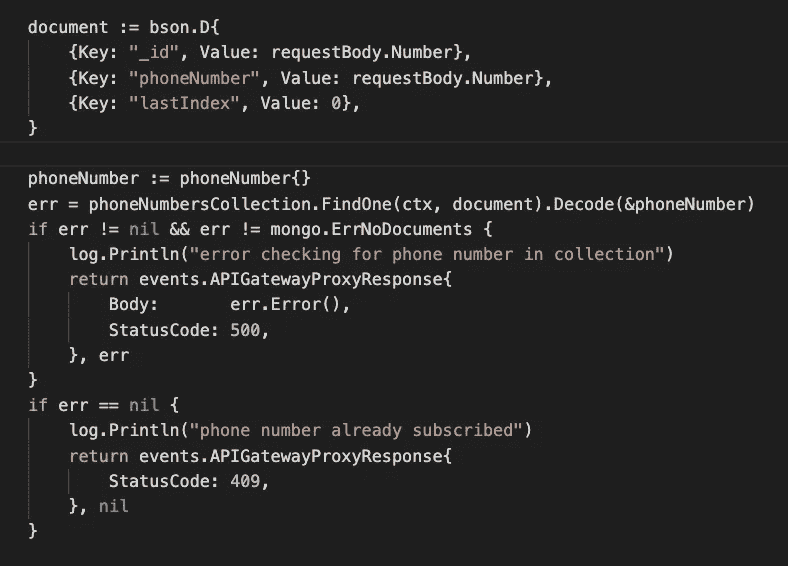 document := bson.D{
    {Key: "_id", Value: requestBody.Number},
    {Key: "phoneNumber", Value: requestBody.Number},
    {Key: "lastIndex", Value: 0},
}
phoneNumber := phoneNumber{}
err = phoneNumbersCollection.FindOne(ctx, document).Decode(&phoneNumber)
if err != nil && err != mongo.ErrNoDocuments {
    log.Println("error checking for phone number in collection")
    return events.APIGatewayProxyResponse{
        Body:       err.Error(),
        StatusCode: 500,
    }, err
}
if err == nil {
    log.Println("phone number already subscribed")
    return events.APIGatewayProxyResponse{
        StatusCode: 409,
    }, nil
}